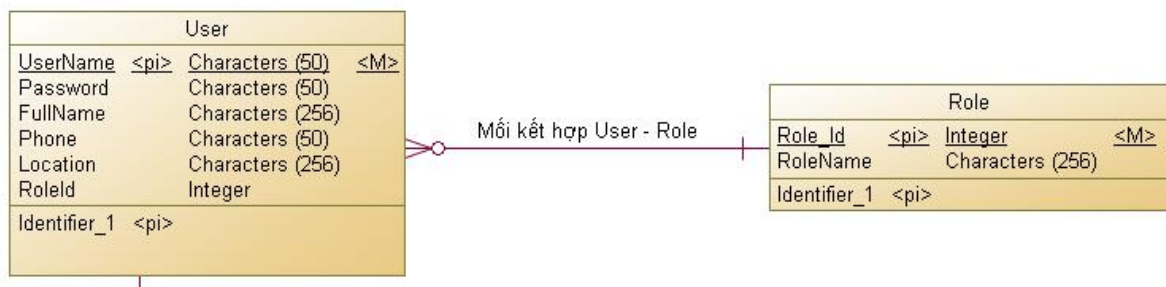 User
UserName <pi> Characters (50) <M>
Password Characters (50)
FullName Characters (256)
Phone Characters (50)
Location Characters (256)
RoleId Integer
Identifier_1 <pi>
Mối kết hợp User - Role
Role
Role_Id <pi> Integer <M>
RoleName Characters (256)
Identifier_1 <pi>